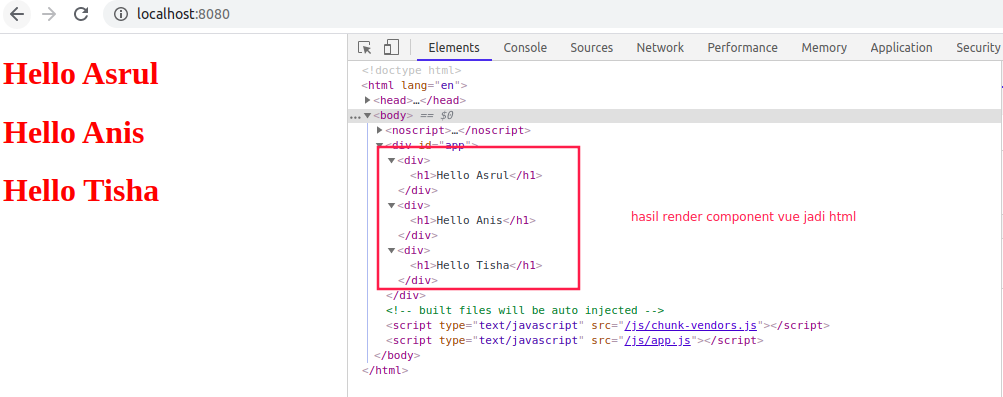 localhost:8080
Elements Console Sources Network Performance Memory Application Security
Hello Asrul
Hello Anis
Hello Tisha
<!doctype html>
<html lang="en">
<head>…</head>
<body> == $0
<noscript>…</noscript>
<div id="app">
<div>
<h1>Hello Asrul</h1>
</div>
<div>
<h1>Hello Anis</h1>
</div>
<div>
<h1>Hello Tisha</h1>
</div>
</div>
<!-- built files will be auto injected -->
<script type="text/javascript" src="/js/chunk-vendors.js"></script>
<script type="text/javascript" src="/js/app.js"></script>
</body>
</html>
hasil render component vue jadi html